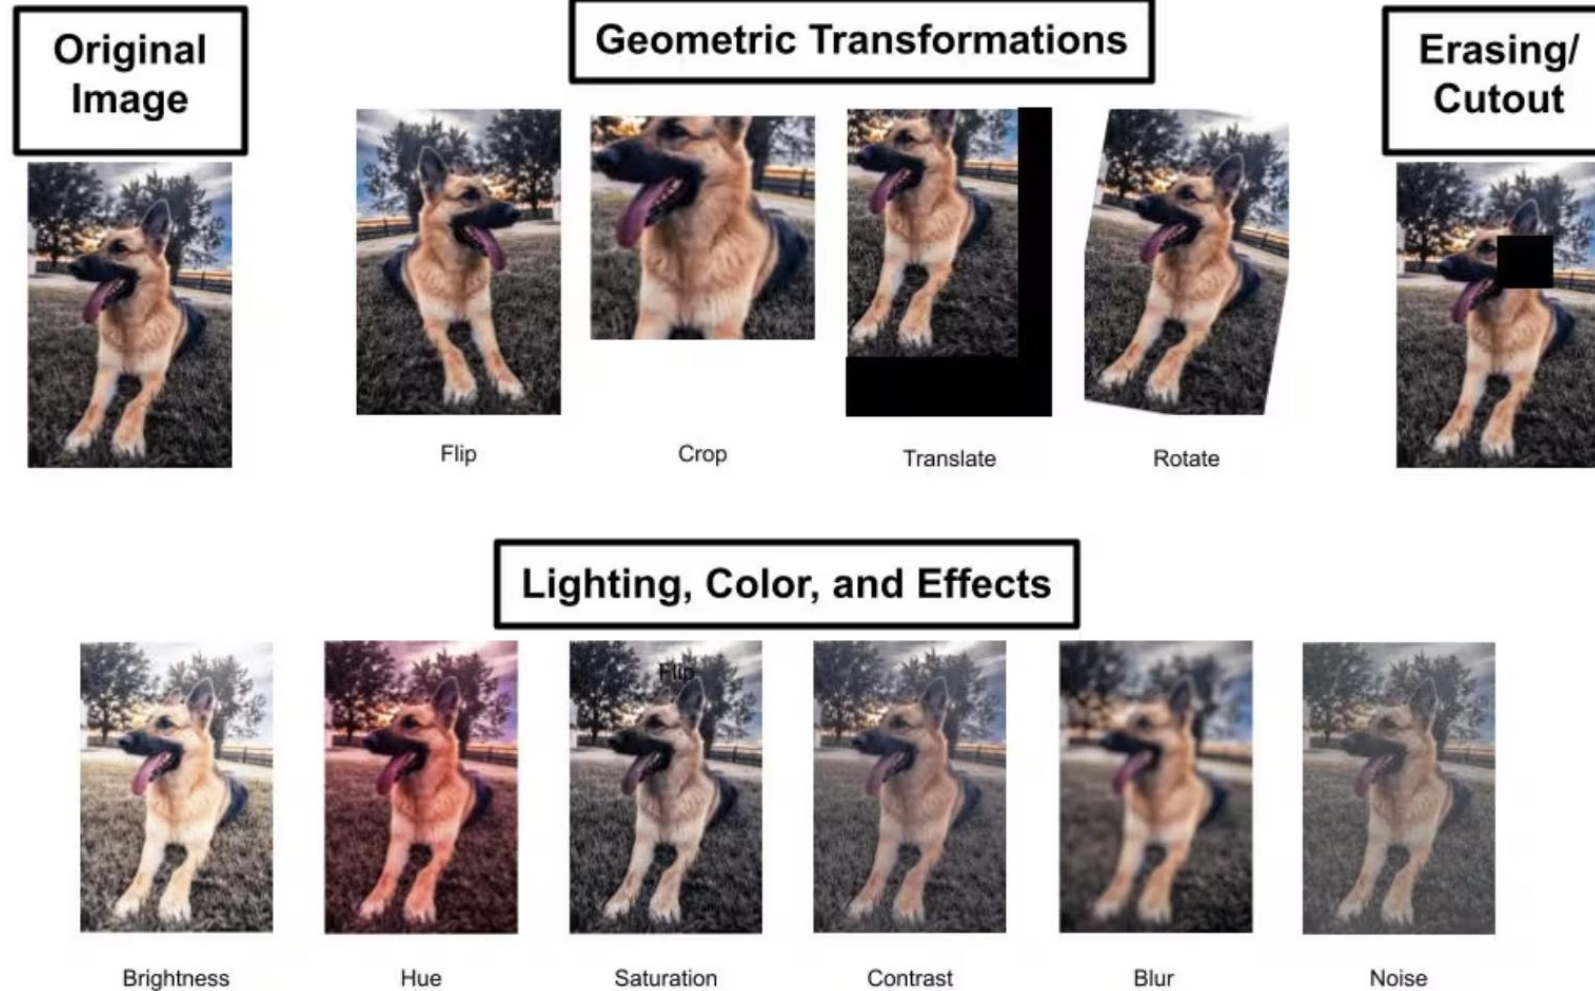 Original
Image
Geometric Transformations
Erasing/
Cutout
Flip
Crop
Translate
Rotate
Lighting, Color, and Effects
Flip
Brightness
Hue
Saturation
Contrast
Blur
Noise